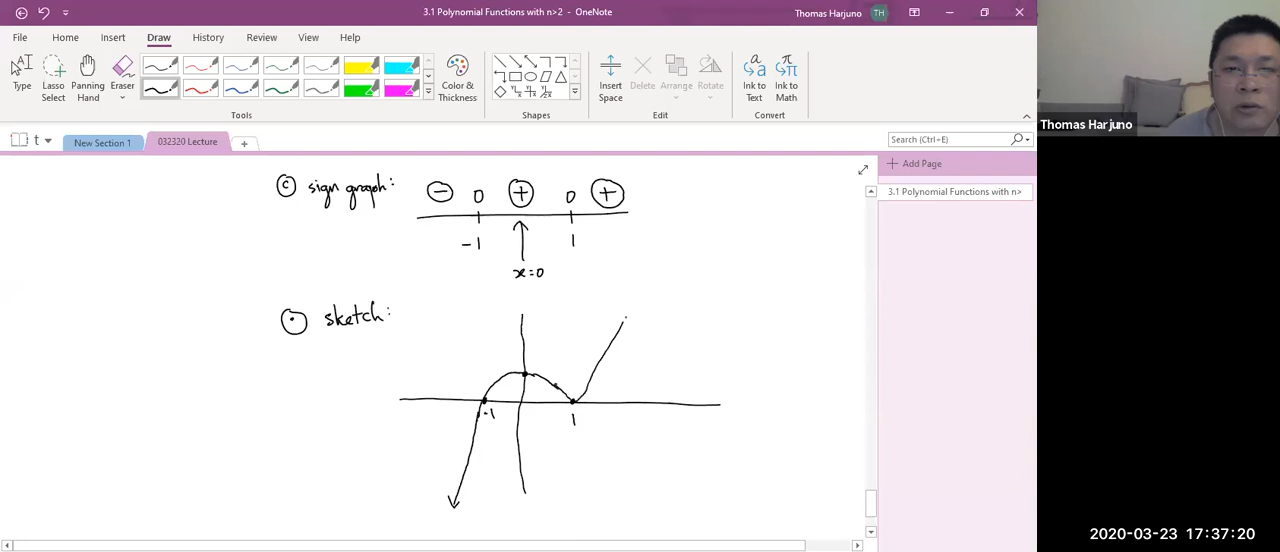 3.1 Polynomial Functions with n>2 - OneNote
Thomas Harjuno TH
File Home Insert Draw History Review View Help
Type
Lasso Select
Panning Hand
Eraser
Color & Thickness
Insert Space
Delete
Arrange
Rotate
Ink to Text
Ink to Math
Tools
Shapes
Edit
Convert
t
New Section 1
032320 Lecture
Search (Ctrl+E)
Add Page
3.1 Polynomial Functions with n>
Thomas Harjuno
ⓒ sign graph:
− 0 + 0 +
-1 1
x=0
sketch:
-1 1
2020-03-23 17:37:20